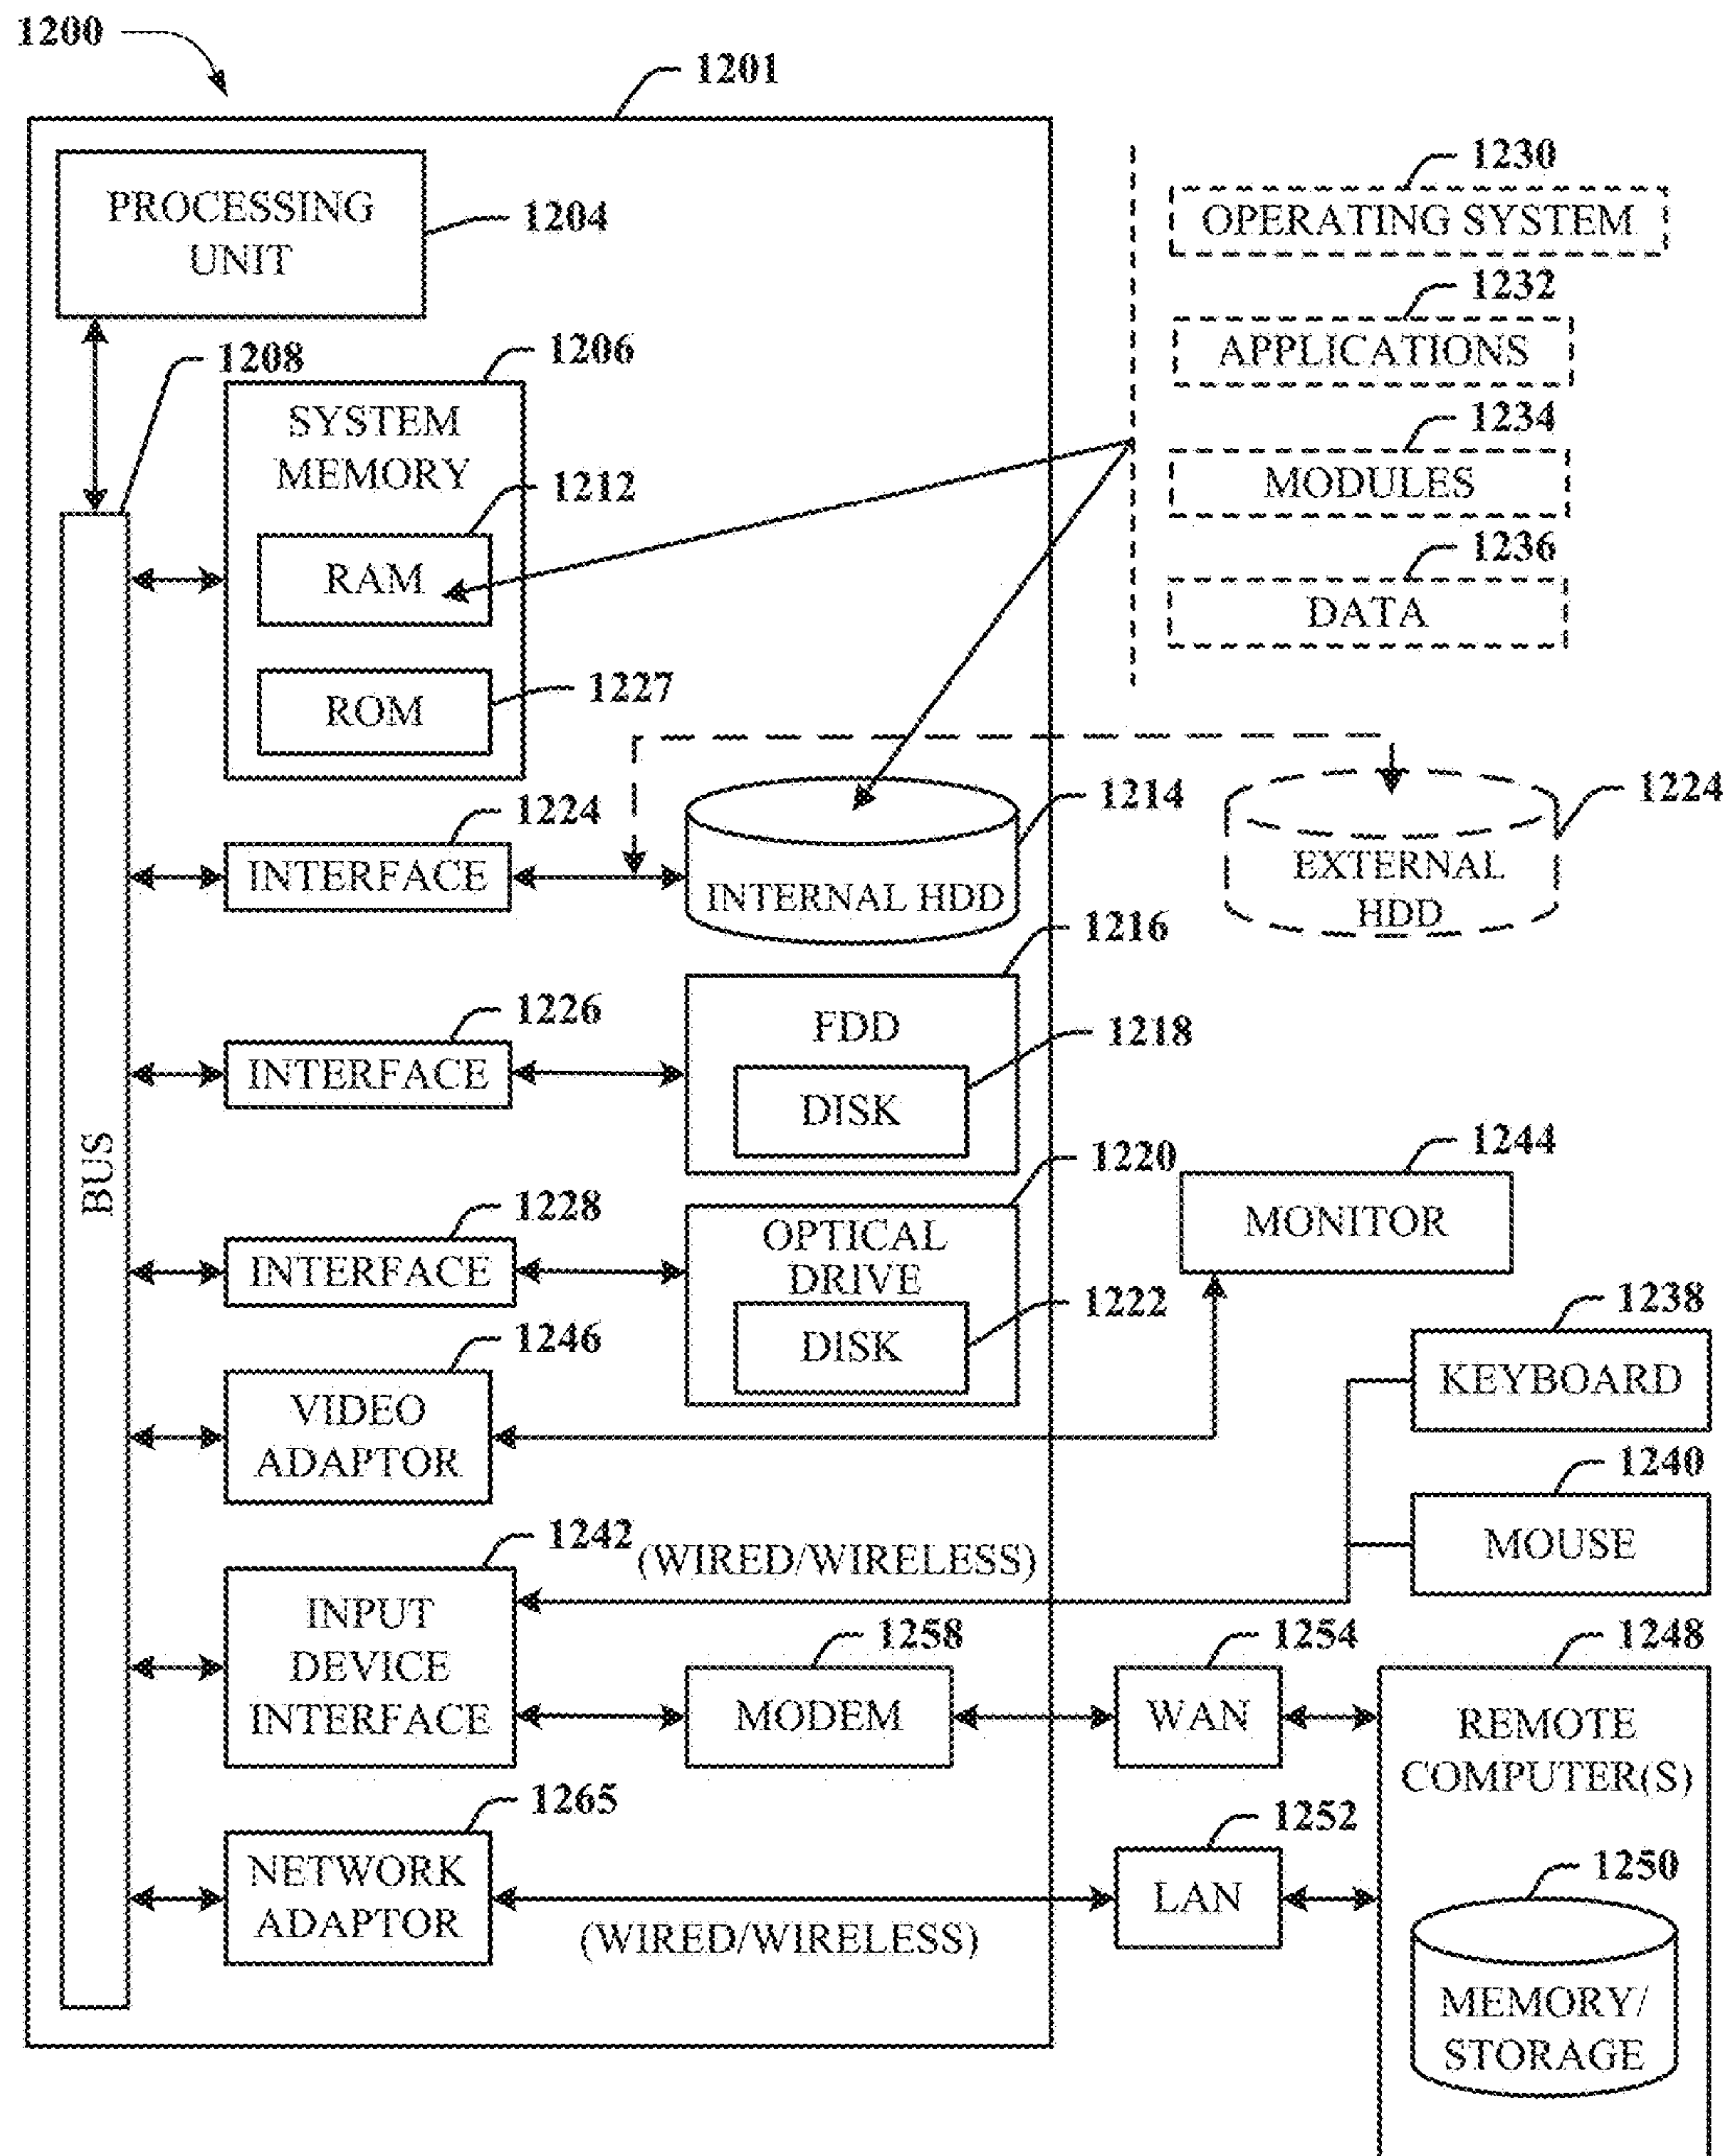 1200
1201
PROCESSING
UNIT
1204
1230
OPERATING SYSTEM
1232
APPLICATIONS
1234
MODULES
1236
DATA
1208
1206
SYSTEM
MEMORY
1212
RAM
1227
ROM
BUS
1224
INTERFACE
1214
INTERNAL HDD
1224
EXTERNAL
HDD
1226
INTERFACE
1216
FDD
1218
DISK
1228
INTERFACE
1220
OPTICAL
DRIVE
1222
DISK
1244
MONITOR
1246
VIDEO
ADAPTOR
1238
KEYBOARD
1240
MOUSE
1242
(WIRED/WIRELESS)
INPUT
DEVICE
INTERFACE
1258
MODEM
1254
WAN
1248
REMOTE
COMPUTER(S)
1265
NETWORK
ADAPTOR
(WIRED/WIRELESS)
1252
LAN
1250
MEMORY/
STORAGE